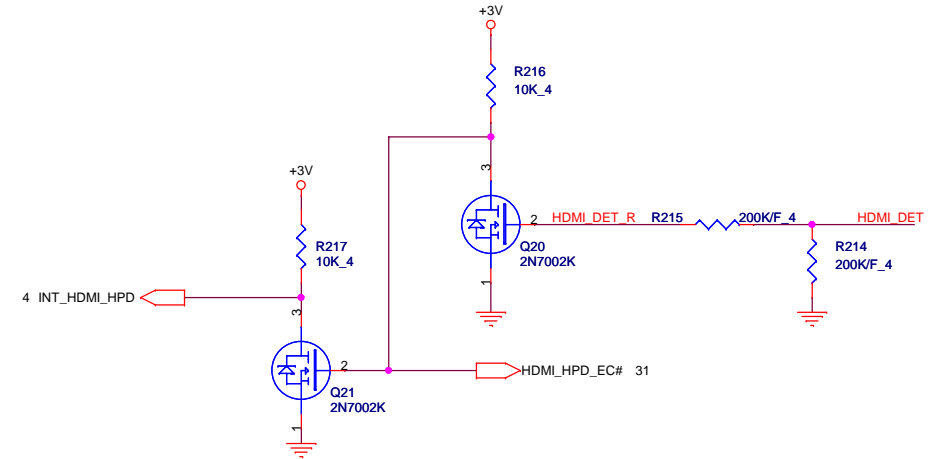 +3V
R216
10K_4
3
+3V
2 HDMI_DET_R R215 200K/F_4 HDMI_DET
R217
10K_4
Q20
2N7002K
R214
200K/F_4
1
4 INT_HDMI_HPD
3
2
HDMI_HPD_EC# 31
Q21
2N7002K
1